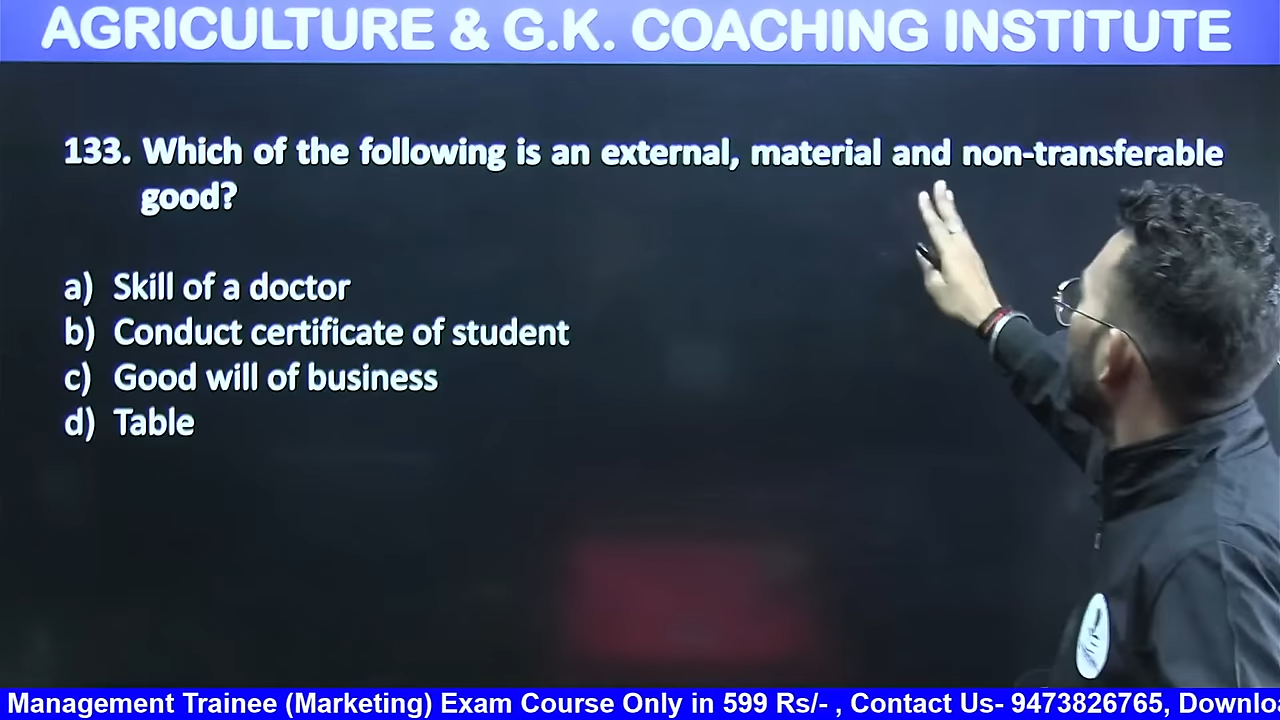 AGRICULTURE & G.K. COACHING INSTITUTE
133. Which of the following is an external, material and non-transferable
good?
a) Skill of a doctor
b) Conduct certificate of student
c) Good will of business
d) Table
Management Trainee (Marketing) Exam Course Only in 599 Rs/- , Contact Us- 9473826765, Downlo